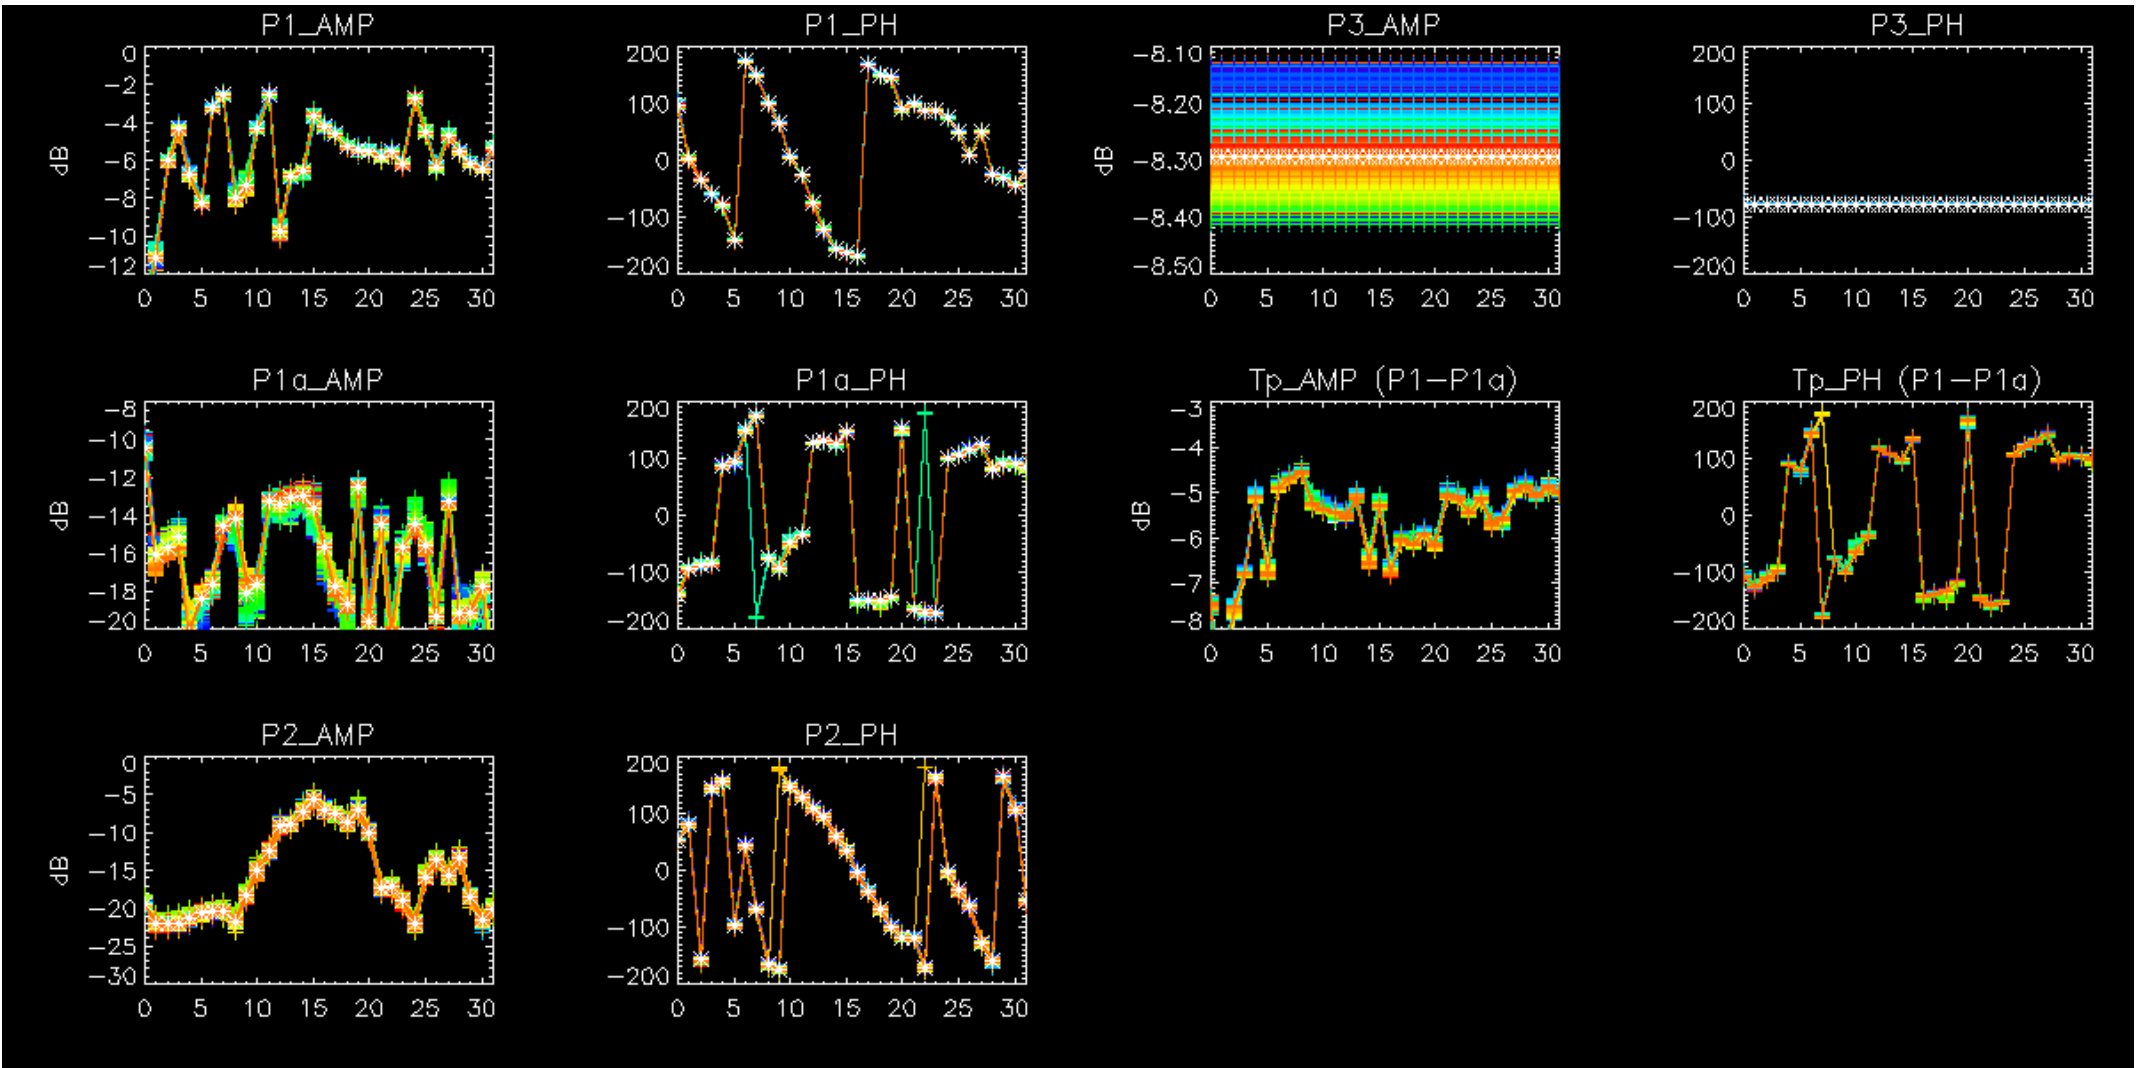 P1_AMP
P1_PH
P3_AMP
P3_PH
dB
0
-2
-4
-6
-8
-10
-12
0 5 10 15 20 25 30
200
100
0
-100
-200
0 5 10 15 20 25 30
dB
-8.10
-8.20
-8.30
-8.40
-8.50
0 5 10 15 20 25 30
200
100
0
-100
-200
0 5 10 15 20 25 30
P1a_AMP
P1a_PH
Tp_AMP (P1-P1a)
Tp_PH (P1-P1a)
dB
-8
-10
-12
-14
-16
-18
-20
0 5 10 15 20 25 30
200
100
0
-100
-200
0 5 10 15 20 25 30
dB
-3
-4
-5
-6
-7
-8
0 5 10 15 20 25 30
200
100
0
-100
-200
0 5 10 15 20 25 30
P2_AMP
P2_PH
dB
0
-5
-10
-15
-20
-25
-30
0 5 10 15 20 25 30
200
100
0
-100
-200
0 5 10 15 20 25 30